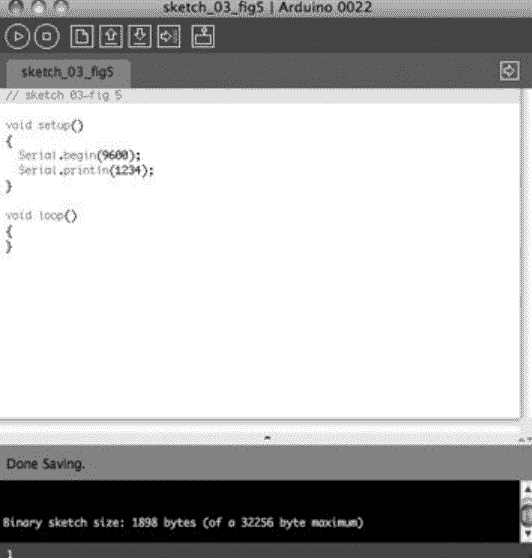 sketch_03_fig5 | Arduino 0022
sketch_03_fig5
// sketch 03-fig 5
void setup()
{
Serial.begin(9600);
Serial.println(1234);
}
void loop()
{
}
Done Saving.
Binary sketch size: 1898 bytes (of a 32256 byte maximum)
1